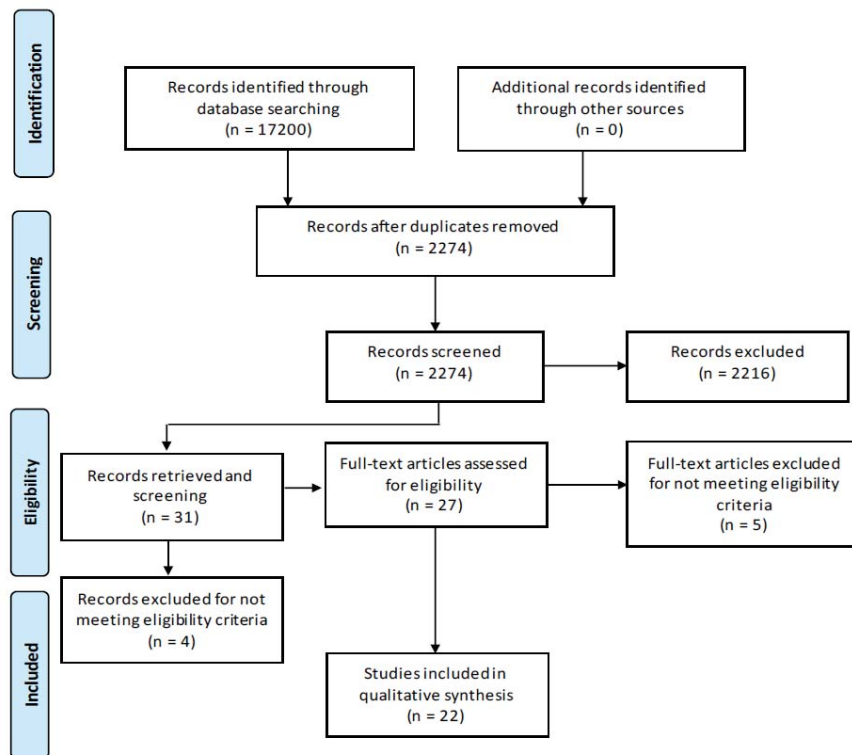 Identification
Records identified through
database searching
(n = 17200)
Additional records identified
through other sources
(n = 0)
Screening
Records after duplicates removed
(n = 2274)
Records screened
(n = 2274)
Records excluded
(n = 2216)
Eligibility
Records retrieved and
screening
(n = 31)
Full-text articles assessed
for eligibility
(n = 27)
Full-text articles excluded
for not meeting eligibility
criteria
(n = 5)
Included
Records excluded for not
meeting eligibility criteria
(n = 4)
Studies included in
qualitative synthesis
(n = 22)